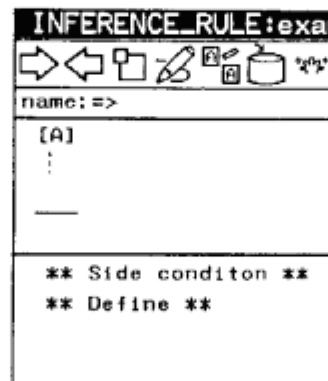 INFERENCE_RULE:exa
A
A
name:=>
[A]
** Side conditon **
** Define **